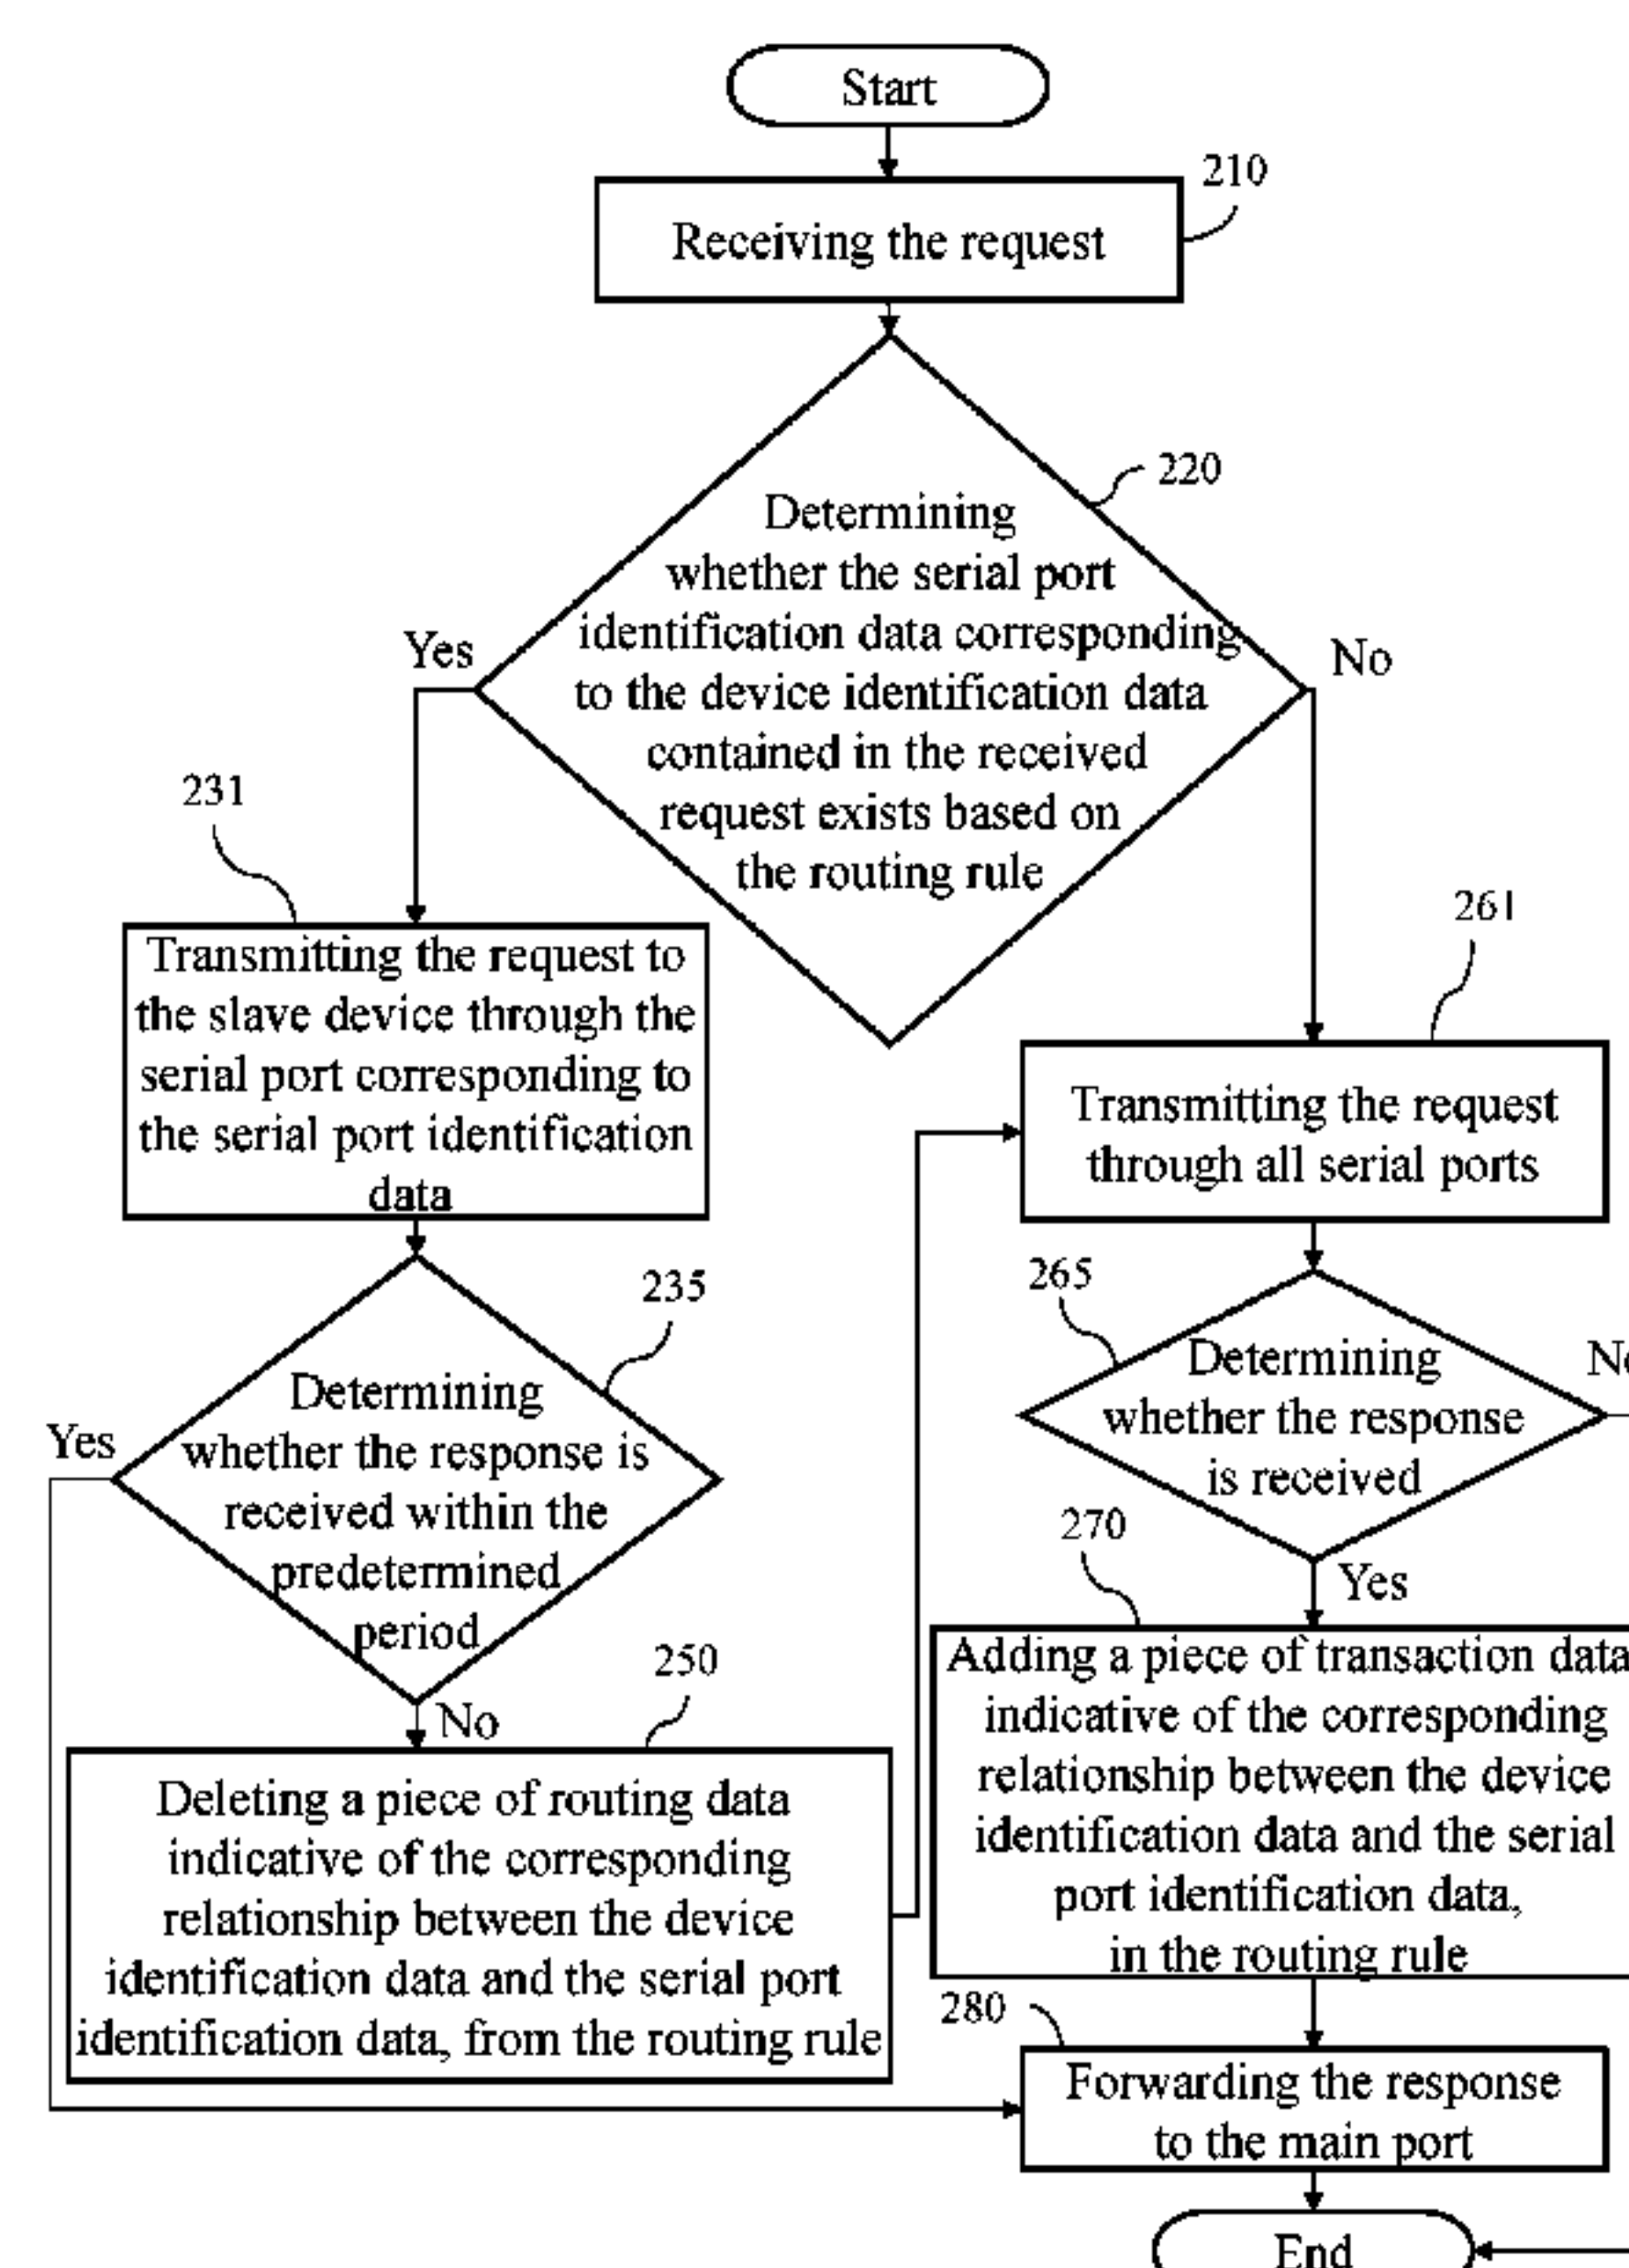 Start
210
Receiving the request
220
Determining
whether the serial port
identification data corresponding
to the device identification data
contained in the received
request exists based on
the routing rule
Yes
No
231
Transmitting the request to
the slave device through the
serial port corresponding to
the serial port identification
data
261
Transmitting the request
through all serial ports
235
Determining
whether the response is
received within the
predetermined
period
Yes
No
265
Determining
whether the response
is received
Yes
250
Deleting a piece of routing data
indicative of the corresponding
relationship between the device
identification data and the serial port
identification data, from the routing rule
270
Adding a piece of transaction data
indicative of the corresponding
relationship between the device
identification data and the serial
port identification data,
in the routing rule
280
Forwarding the response
to the main port
End